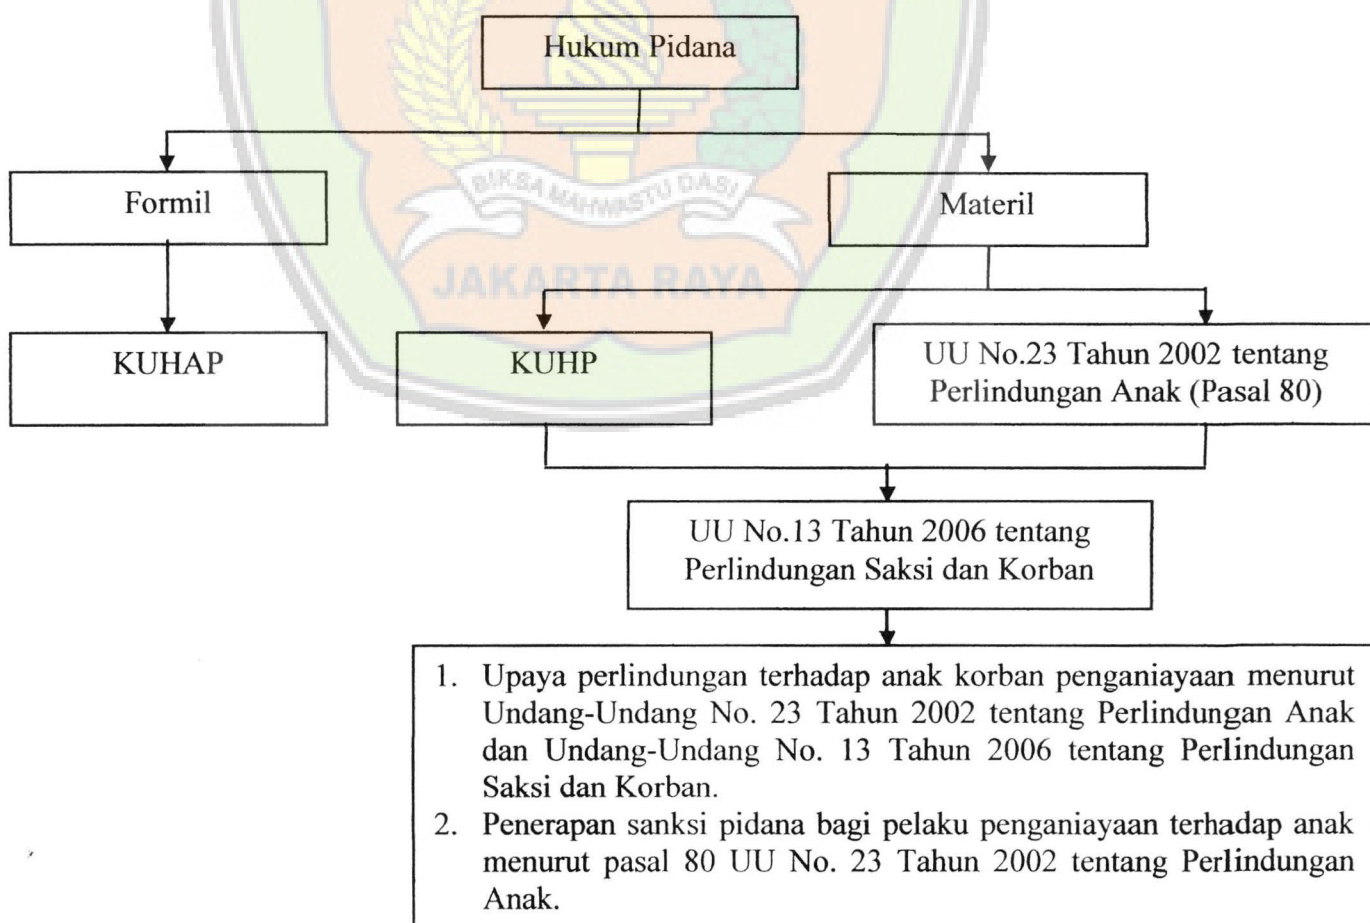 Hukum Pidana
Formil
BIKSA MAHWASTU DASI
Materil
JAKARTA RAYA
KUHAP
KUHP
UU No.23 Tahun 2002 tentang
Perlindungan Anak (Pasal 80)
UU No.13 Tahun 2006 tentang
Perlindungan Saksi dan Korban
1. Upaya perlindungan terhadap anak korban penganiayaan menurut
Undang-Undang No. 23 Tahun 2002 tentang Perlindungan Anak
dan Undang-Undang No. 13 Tahun 2006 tentang Perlindungan
Saksi dan Korban.
2. Penerapan sanksi pidana bagi pelaku penganiayaan terhadap anak
menurut pasal 80 UU No. 23 Tahun 2002 tentang Perlindungan
Anak.